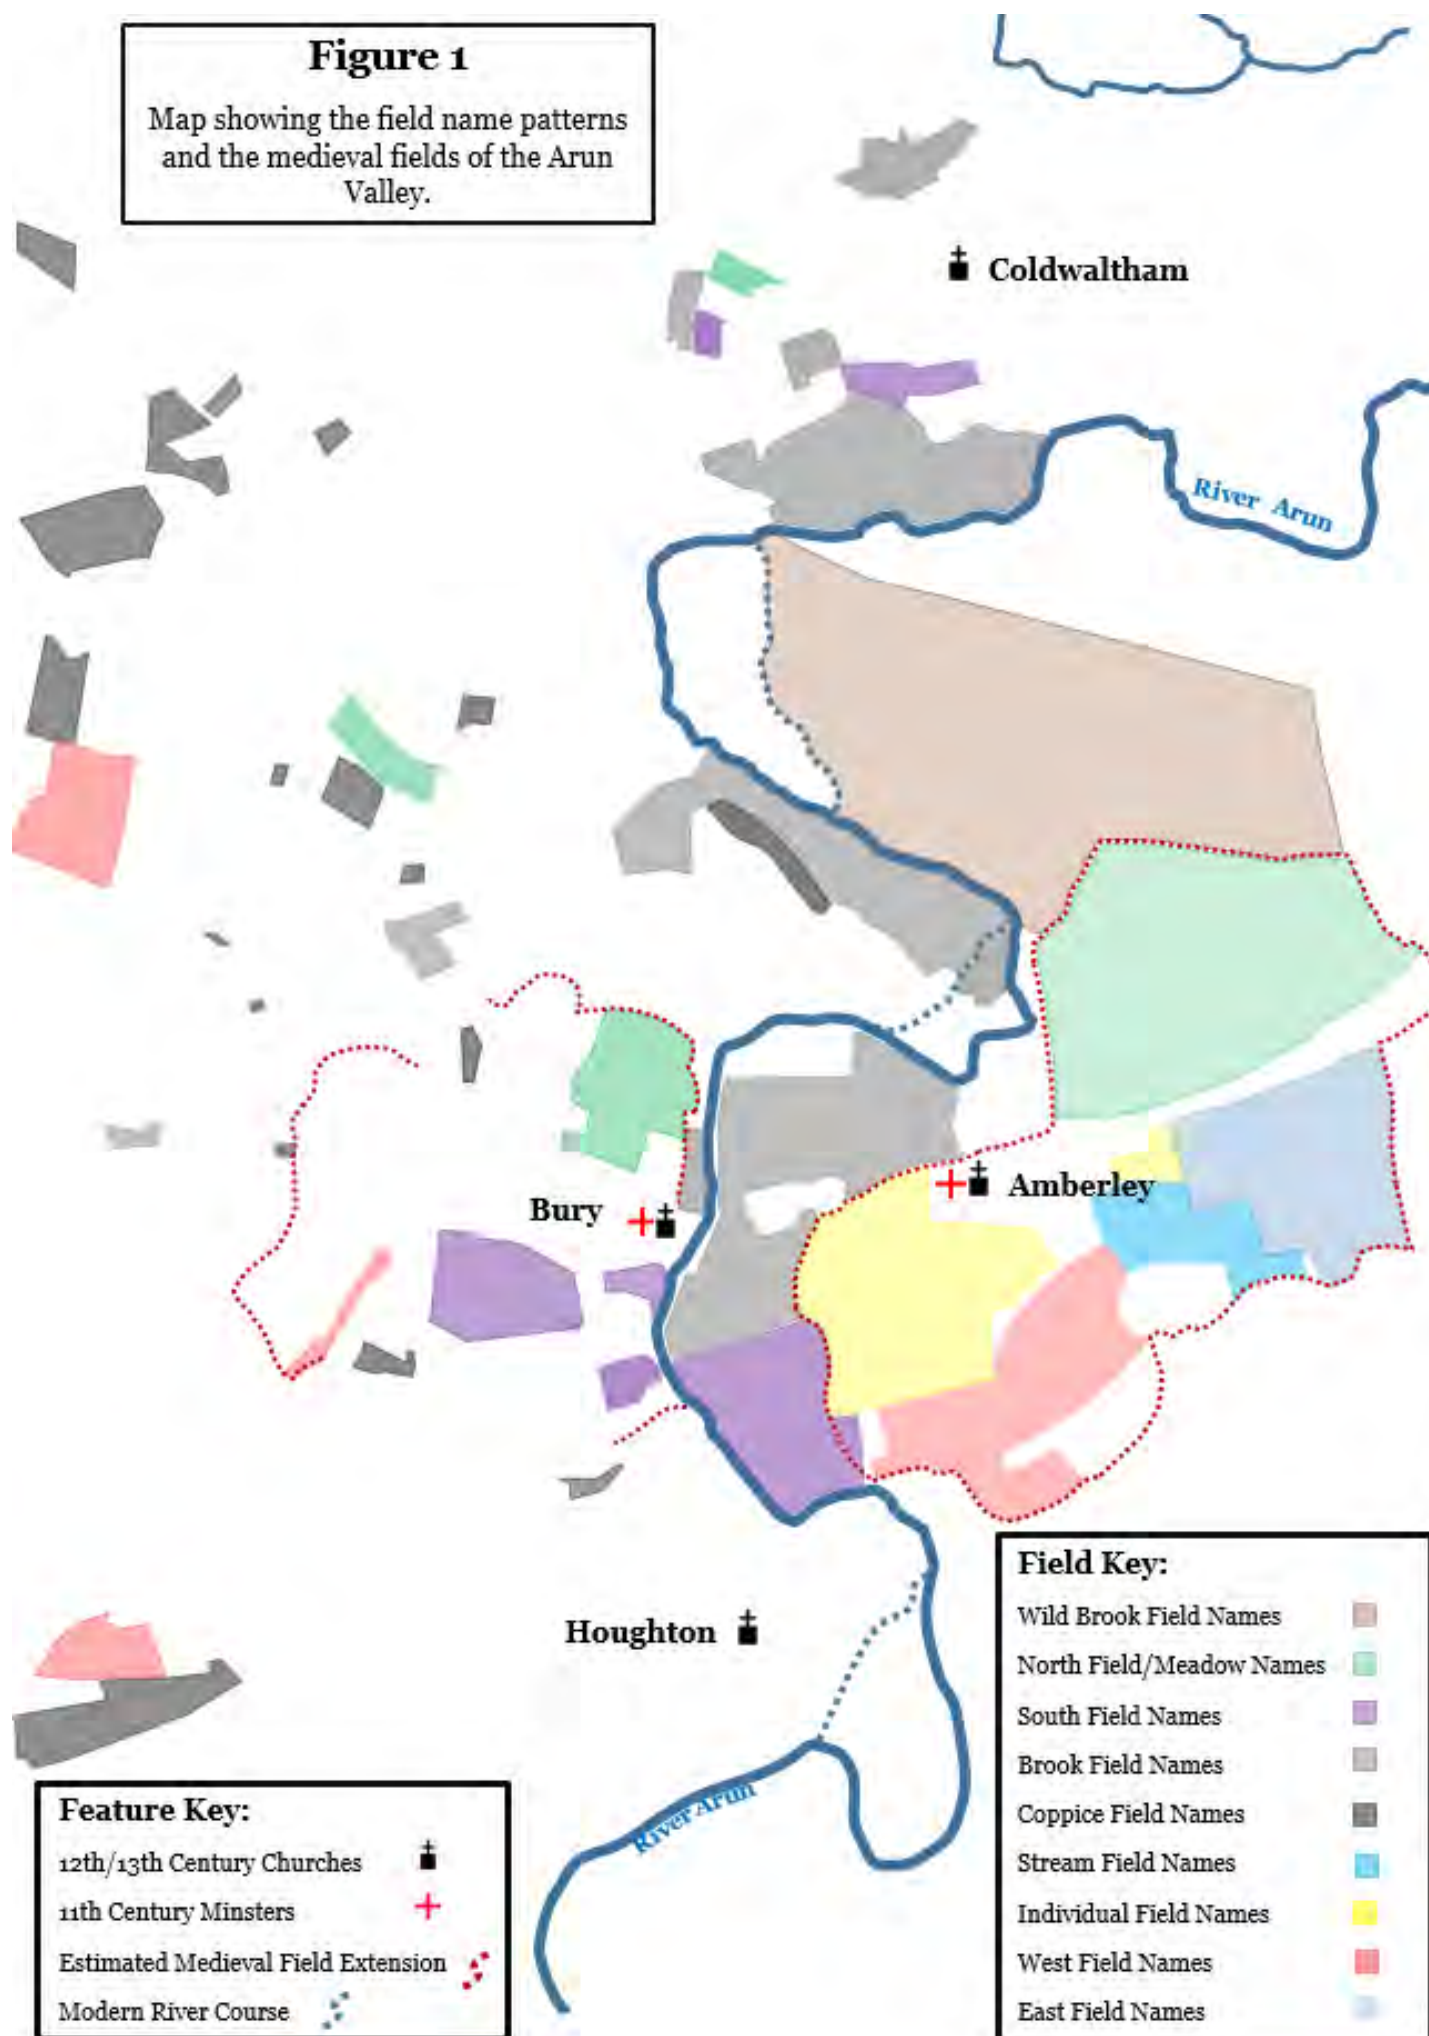 Figure 1
Map showing the field name patterns
and the medieval fields of the Arun
Valley.
Coldwaltham
River Arun
Amberley
Bury
Houghton
River Arun
Field Key:
Wild Brook Field Names
North Field/Meadow Names
South Field Names
Brook Field Names
Coppice Field Names
Stream Field Names
Individual Field Names
West Field Names
East Field Names
Feature Key:
12th/13th Century Churches
11th Century Minsters
Estimated Medieval Field Extension
Modern River Course